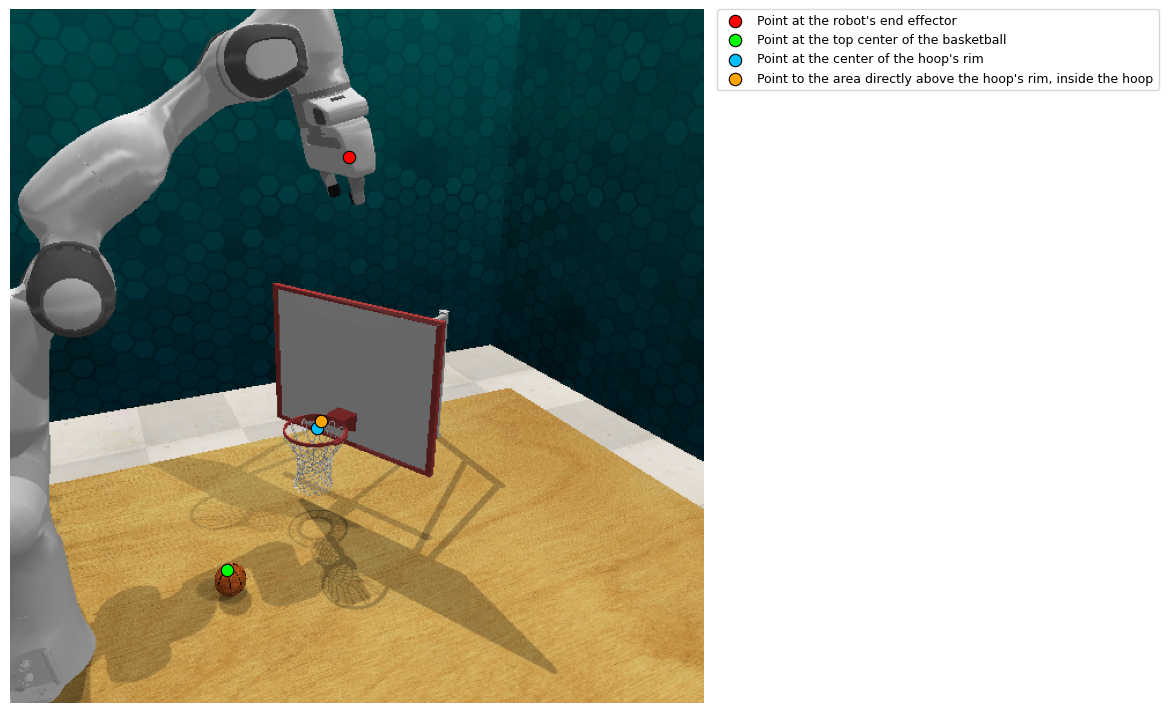 Point at the robot's end effector
Point at the top center of the basketball
Point at the center of the hoop's rim
Point to the area directly above the hoop's rim, inside the hoop